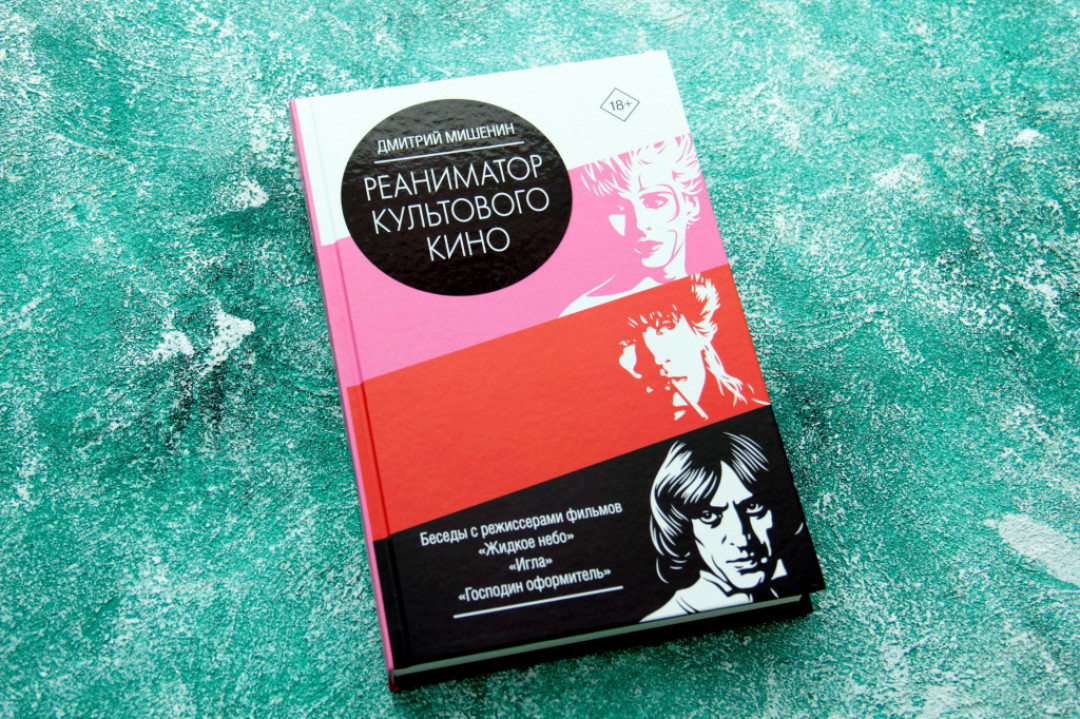 18+
ДМИТРИЙ МИШЕНИН
РЕАНИМАТОР
КУЛЬТОВОГО
КИНО
Беседы с режиссерами фильмов
«Жидкое небо»
«Игла»
«Господин оформитель»